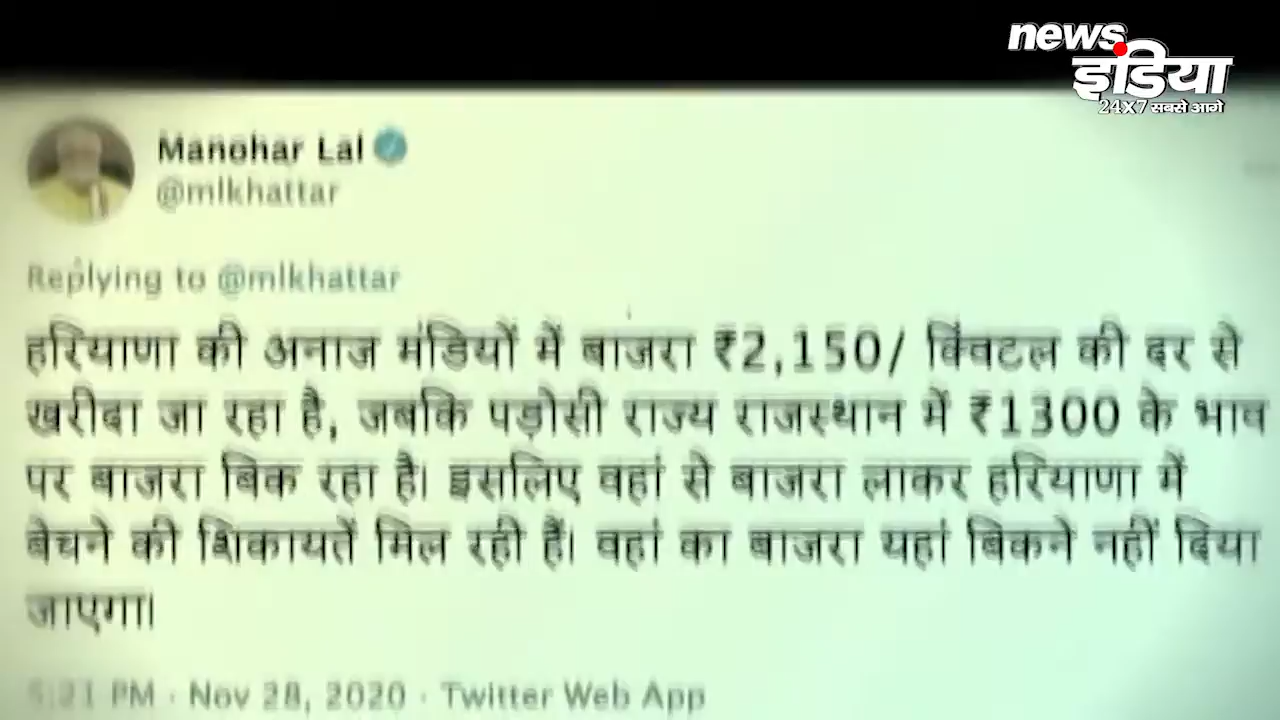 news
इंडिया
24x7 सबसे आगे
Manohar Lal
@mlkhattar
Replying to @mlkhattar
हरियाणा की अनाज मंडियों में बाजरा ₹2,150/ क्विंटल की दर से
खरीदा जा रहा है, जबकि पड़ोसी राज्य राजस्थान में ₹1300 के भाव
पर बाजरा बिक रहा है। इसलिए वहां से बाजरा लाकर हरियाणा में
बेचने की शिकायतें मिल रही हैं। वहां का बाजरा यहां बिकने नहीं दिया
जाएगा।
5:21 PM · Nov 28, 2020 · Twitter Web App